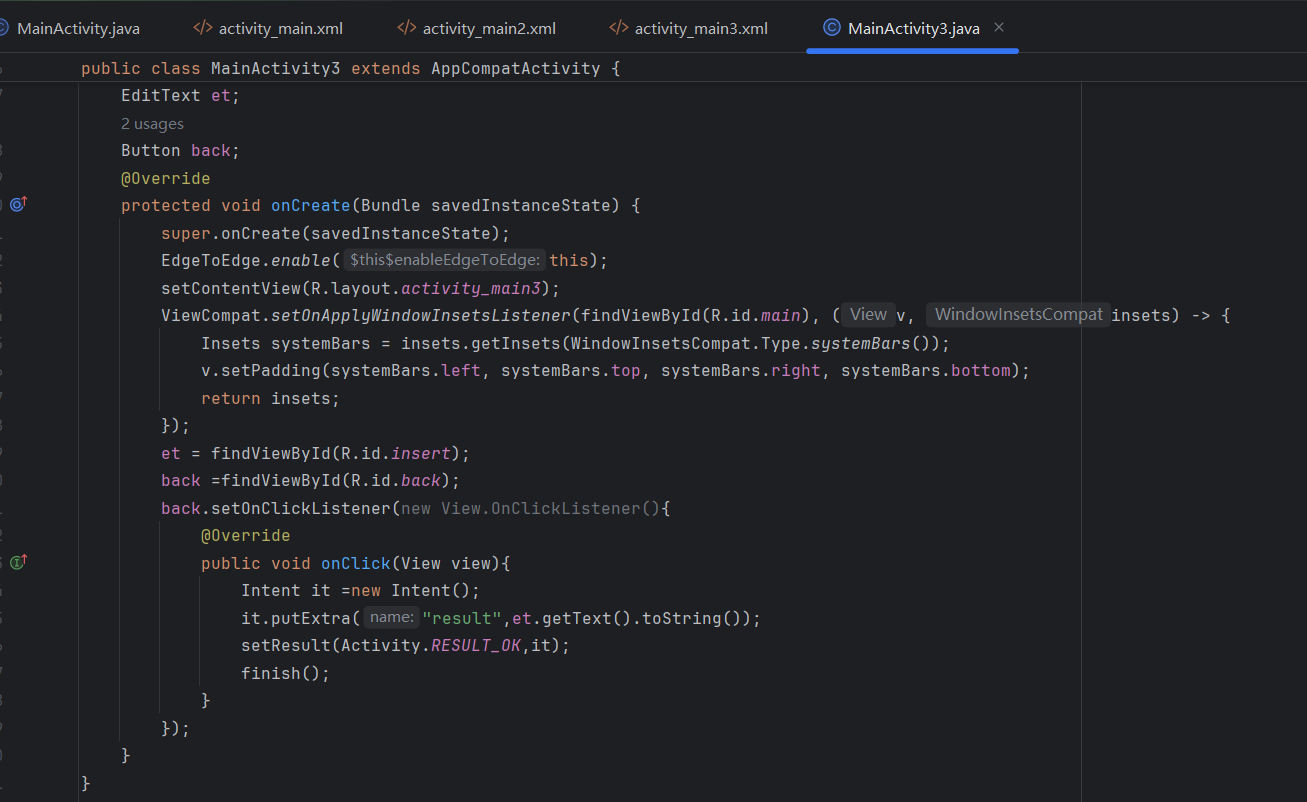 MainActivity.java activity_main.xml activity_main2.xml activity_main3.xml MainActivity3.java
public class MainActivity3 extends AppCompatActivity {
EditText et;
2 usages
Button back;
@Override
protected void onCreate(Bundle savedInstanceState) {
super.onCreate(savedInstanceState);
EdgeToEdge.enable( $this$enableEdgeToEdge: this);
setContentView(R.layout.activity_main3);
ViewCompat.setOnApplyWindowInsetsListener(findViewById(R.id.main), ( View v, WindowInsetsCompat insets) -> {
Insets systemBars = insets.getInsets(WindowInsetsCompat.Type.systemBars());
v.setPadding(systemBars.left, systemBars.top, systemBars.right, systemBars.bottom);
return insets;
});
et = findViewById(R.id.insert);
back =findViewById(R.id.back);
back.setOnClickListener(new View.OnClickListener(){
@Override
public void onClick(View view){
Intent it =new Intent();
it.putExtra( name: "result",et.getText().toString());
setResult(Activity.RESULT_OK,it);
finish();
}
});
}
}